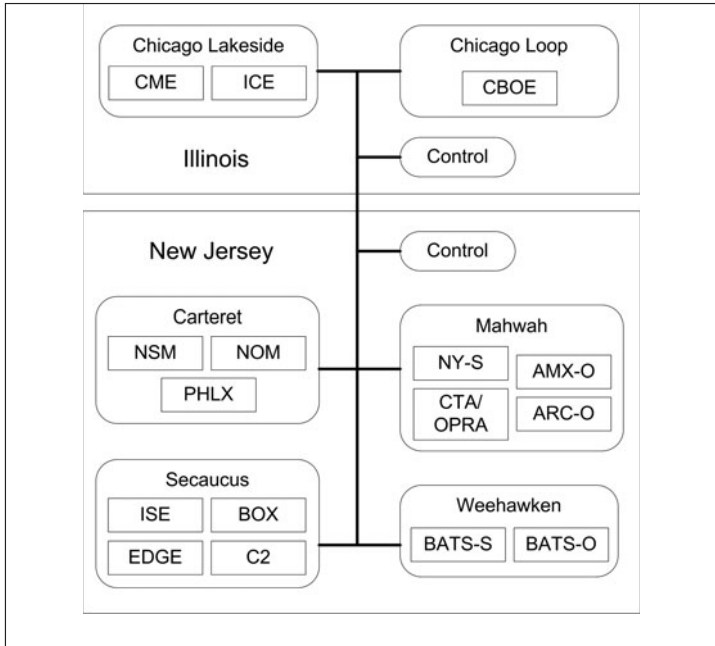 Chicago Lakeside
CME ICE
Chicago Loop
CBOE
Illinois
Control
New Jersey
Control
Carteret
NSM NOM
PHLX
Mahwah
NY-S AMX-O
CTA/
OPRA
ARC-O
Secaucus
ISE BOX
EDGE C2
Weehawken
BATS-S BATS-O